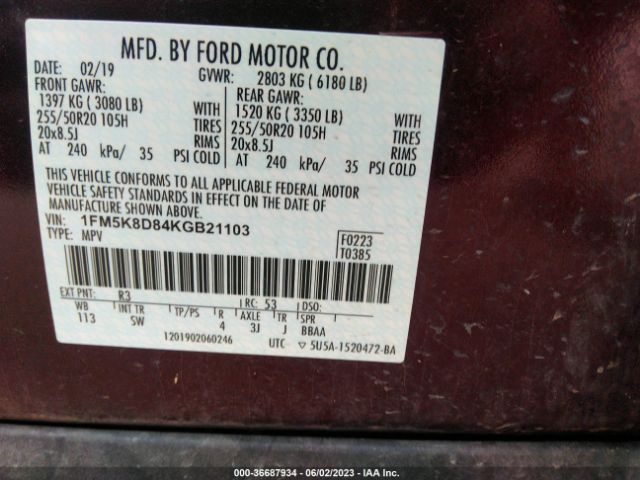 MFD. BY FORD MOTOR CO.
DATE: 02/19 GVWR: 2803 KG ( 6180 LB)
FRONT GAWR: REAR GAWR:
1397 KG ( 3080 LB) WITH 1520 KG ( 3350 LB) WITH
255/50R20 105H TIRES 255/50R20 105H TIRES
20x8.5J RIMS 20x8.5J RIMS
AT 240 kPa/ 35 PSI COLD AT 240 kPa/ 35 PSI COLD
THIS VEHICLE CONFORMS TO ALL APPLICABLE FEDERAL MOTOR
VEHICLE SAFETY STANDARDS IN EFFECT ON THE DATE OF
MANUFACTURE SHOWN ABOVE.
VIN: 1FM5K8D84KGB21103
TYPE: MPV
F0223
T0385
EXT PNT: R3 RC: 53 DSO:
WB INT TR TP/PS R AXLE TR SPR
113 SW 4 3J J BBAA
1201902060246 UTC ▽ 5U5A-1520472-BA
000-36687934 - 06/02/2023 - IAA Inc.